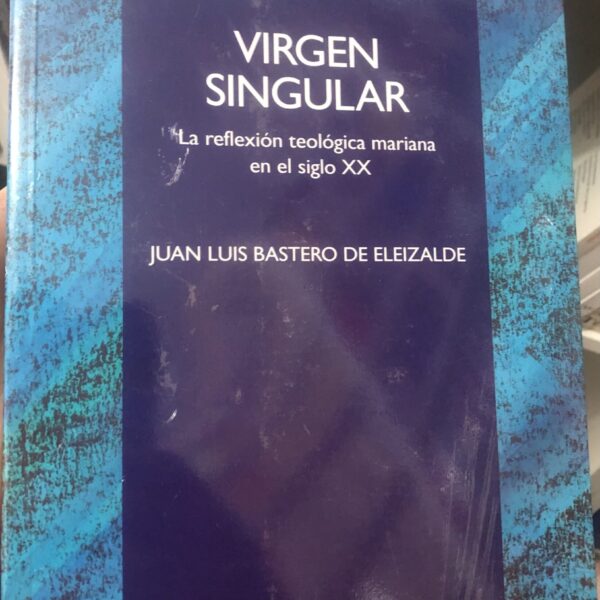 VIRGEN
SINGULAR
La reflexión teológica mariana
en el siglo XX
JUAN LUIS BASTERO DE ELEIZALDE